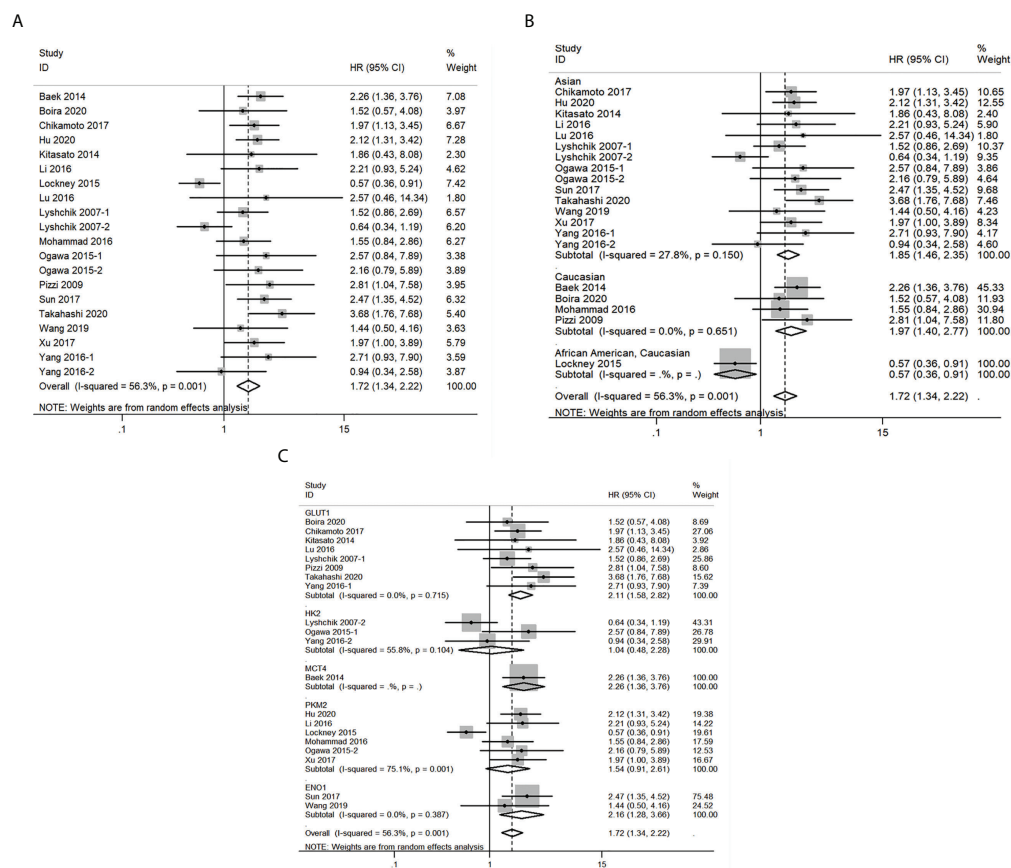 A
Study %
ID HR (95% CI) Weight
Baek 2014 2.26 (1.36, 3.76) 7.08
Boira 2020 1.52 (0.57, 4.08) 3.97
Chikamoto 2017 1.97 (1.13, 3.45) 6.67
Hu 2020 2.12 (1.31, 3.42) 7.28
Kitasato 2014 1.86 (0.43, 8.08) 2.30
Li 2016 2.21 (0.93, 5.24) 4.62
Lockney 2015 0.57 (0.36, 0.91) 7.42
Lu 2016 2.57 (0.46, 14.34) 1.80
Lyshchik 2007-1 1.52 (0.86, 2.69) 6.57
Lyshchik 2007-2 0.64 (0.34, 1.19) 6.20
Mohammad 2016 1.55 (0.84, 2.86) 6.27
Ogawa 2015-1 2.57 (0.84, 7.89) 3.38
Ogawa 2015-2 2.16 (0.79, 5.89) 3.89
Pizzi 2009 2.81 (1.04, 7.58) 3.95
Sun 2017 2.47 (1.35, 4.52) 6.32
Takahashi 2020 3.68 (1.76, 7.68) 5.40
Wang 2019 1.44 (0.50, 4.16) 3.63
Xu 2017 1.97 (1.00, 3.89) 5.79
Yang 2016-1 2.71 (0.93, 7.90) 3.59
Yang 2016-2 0.94 (0.34, 2.58) 3.87
Overall (I-squared = 56.3%, p = 0.001) 1.72 (1.34, 2.22) 100.00
NOTE: Weights are from random effects analysis
.1 1 15
B
Study %
ID HR (95% CI) Weight
Asian
Chikamoto 2017 1.97 (1.13, 3.45) 10.65
Hu 2020 2.12 (1.31, 3.42) 12.55
Kitasato 2014 1.86 (0.43, 8.08) 2.40
Li 2016 2.21 (0.93, 5.24) 5.90
Lu 2016 2.57 (0.46, 14.34) 1.80
Lyshchik 2007-1 1.52 (0.86, 2.69) 10.37
Lyshchik 2007-2 0.64 (0.34, 1.19) 9.35
Ogawa 2015-1 2.57 (0.84, 7.89) 3.86
Ogawa 2015-2 2.16 (0.79, 5.89) 4.64
Sun 2017 2.47 (1.35, 4.52) 9.68
Takahashi 2020 3.68 (1.76, 7.68) 7.46
Wang 2019 1.44 (0.50, 4.16) 4.23
Xu 2017 1.97 (1.00, 3.89) 8.34
Yang 2016-1 2.71 (0.93, 7.90) 4.17
Yang 2016-2 0.94 (0.34, 2.58) 4.60
Subtotal (I-squared = 27.8%, p = 0.150) 1.85 (1.46, 2.35) 100.00
.
Caucasian
Baek 2014 2.26 (1.36, 3.76) 45.33
Boira 2020 1.52 (0.57, 4.08) 11.93
Mohammad 2016 1.55 (0.84, 2.86) 30.94
Pizzi 2009 2.81 (1.04, 7.58) 11.80
Subtotal (I-squared = 0.0%, p = 0.651) 1.97 (1.40, 2.77) 100.00
.
African American, Caucasian
Lockney 2015 0.57 (0.36, 0.91) 100.00
Subtotal (I-squared = .%, p = .) 0.57 (0.36, 0.91) 100.00
.
Overall (I-squared = 56.3%, p = 0.001) 1.72 (1.34, 2.22) .
NOTE: Weights are from random effects analysis
.1 1 15
C
Study %
ID HR (95% CI) Weight
GLUT1
Boira 2020 1.52 (0.57, 4.08) 8.69
Chikamoto 2017 1.97 (1.13, 3.45) 27.06
Kitasato 2014 1.86 (0.43, 8.08) 3.92
Lu 2016 2.57 (0.46, 14.34) 2.86
Lyshchik 2007-1 1.52 (0.86, 2.69) 25.86
Pizzi 2009 2.81 (1.04, 7.58) 8.60
Takahashi 2020 3.68 (1.76, 7.68) 15.62
Yang 2016-1 2.71 (0.93, 7.90) 7.39
Subtotal (I-squared = 0.0%, p = 0.715) 2.11 (1.58, 2.82) 100.00
.
HK2
Lyshchik 2007-2 0.64 (0.34, 1.19) 43.31
Ogawa 2015-1 2.57 (0.84, 7.89) 26.78
Yang 2016-2 0.94 (0.34, 2.58) 29.91
Subtotal (I-squared = 55.8%, p = 0.104) 1.04 (0.48, 2.28) 100.00
.
MCT4
Baek 2014 2.26 (1.36, 3.76) 100.00
Subtotal (I-squared = .%, p = .) 2.26 (1.36, 3.76) 100.00
.
PKM2
Hu 2020 2.12 (1.31, 3.42) 19.38
Li 2016 2.21 (0.93, 5.24) 14.22
Lockney 2015 0.57 (0.36, 0.91) 19.61
Mohammad 2016 1.55 (0.84, 2.86) 17.59
Ogawa 2015-2 2.16 (0.79, 5.89) 12.53
Xu 2017 1.97 (1.00, 3.89) 16.67
Subtotal (I-squared = 75.1%, p = 0.001) 1.54 (0.91, 2.61) 100.00
.
ENO1
Sun 2017 2.47 (1.35, 4.52) 75.48
Wang 2019 1.44 (0.50, 4.16) 24.52
Subtotal (I-squared = 0.0%, p = 0.387) 2.16 (1.28, 3.66) 100.00
.
Overall (I-squared = 56.3%, p = 0.001) 1.72 (1.34, 2.22) .
NOTE: Weights are from random effects analysis
.1 1 15